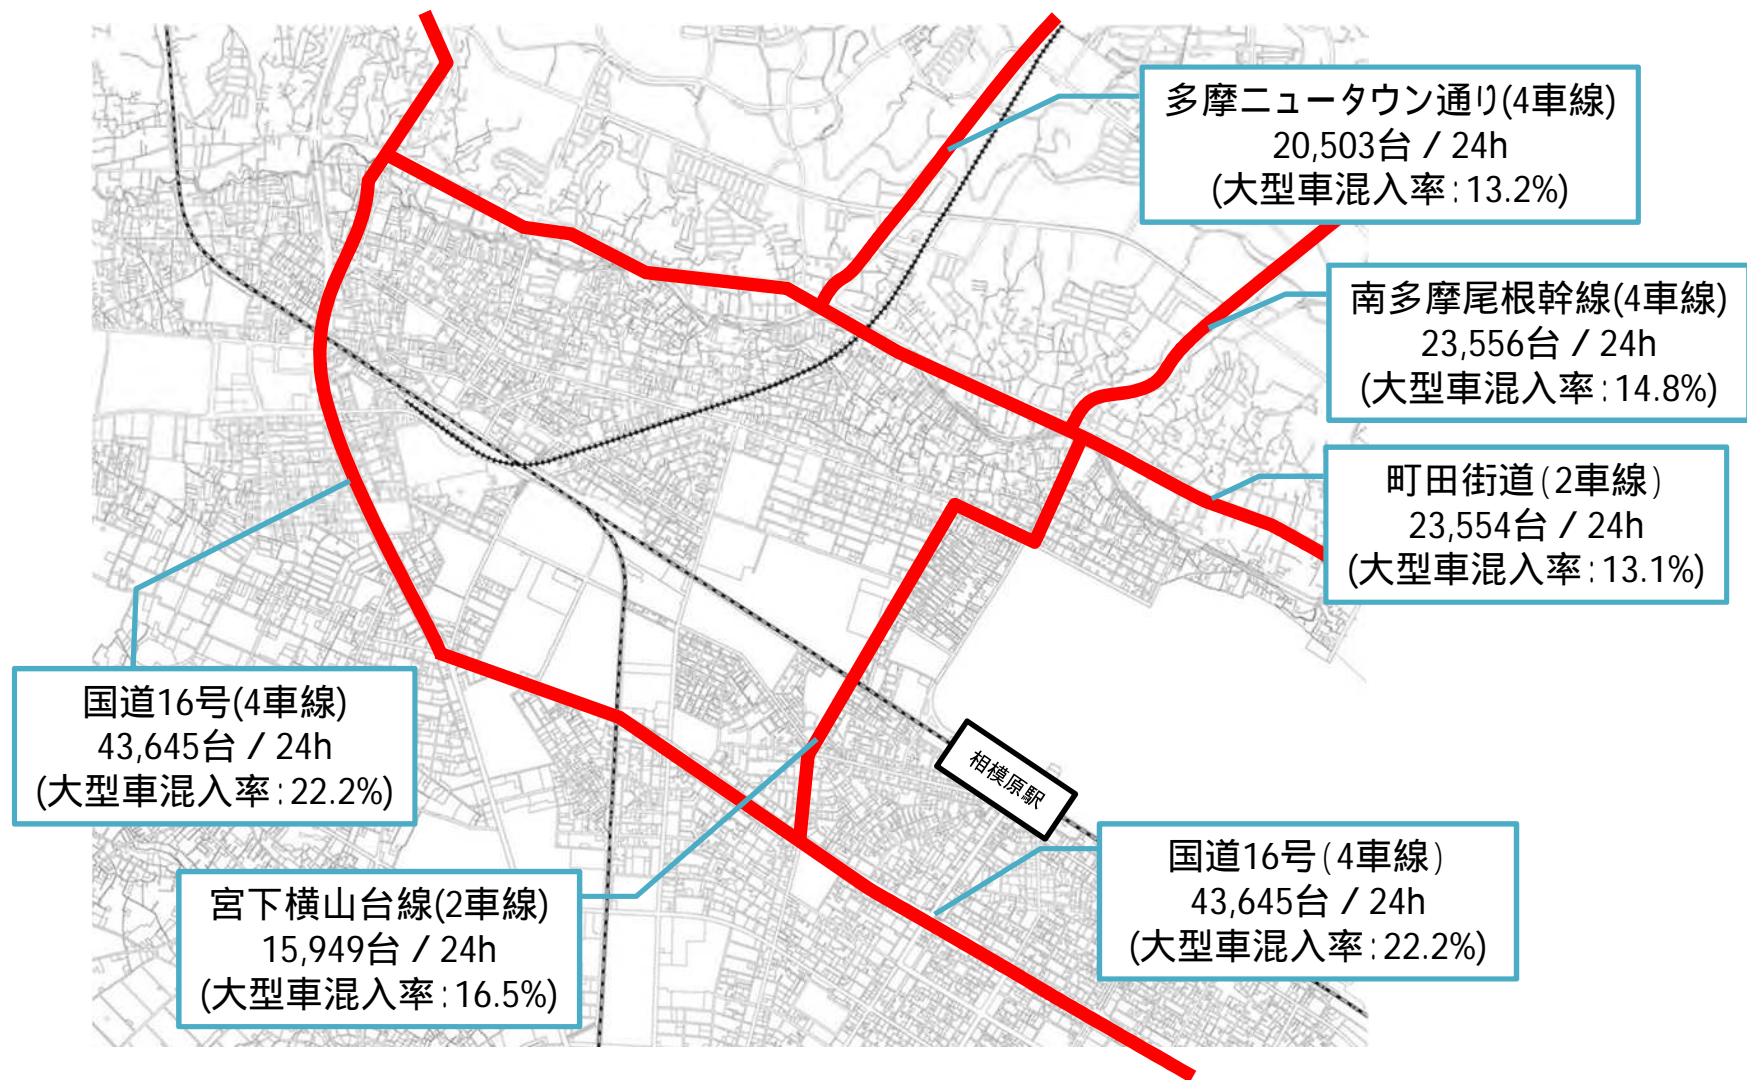 多摩ニュータウン通り(4車線)
20,503台 / 24h
(大型車混入率:13.2%)
南多摩尾根幹線(4車線)
23,556台 / 24h
(大型車混入率:14.8%)
町田街道(2車線)
23,554台 / 24h
(大型車混入率:13.1%)
国道16号(4車線)
43,645台 / 24h
(大型車混入率:22.2%)
相模原駅
国道16号(4車線)
43,645台 / 24h
(大型車混入率:22.2%)
宮下横山台線(2車線)
15,949台 / 24h
(大型車混入率:16.5%)